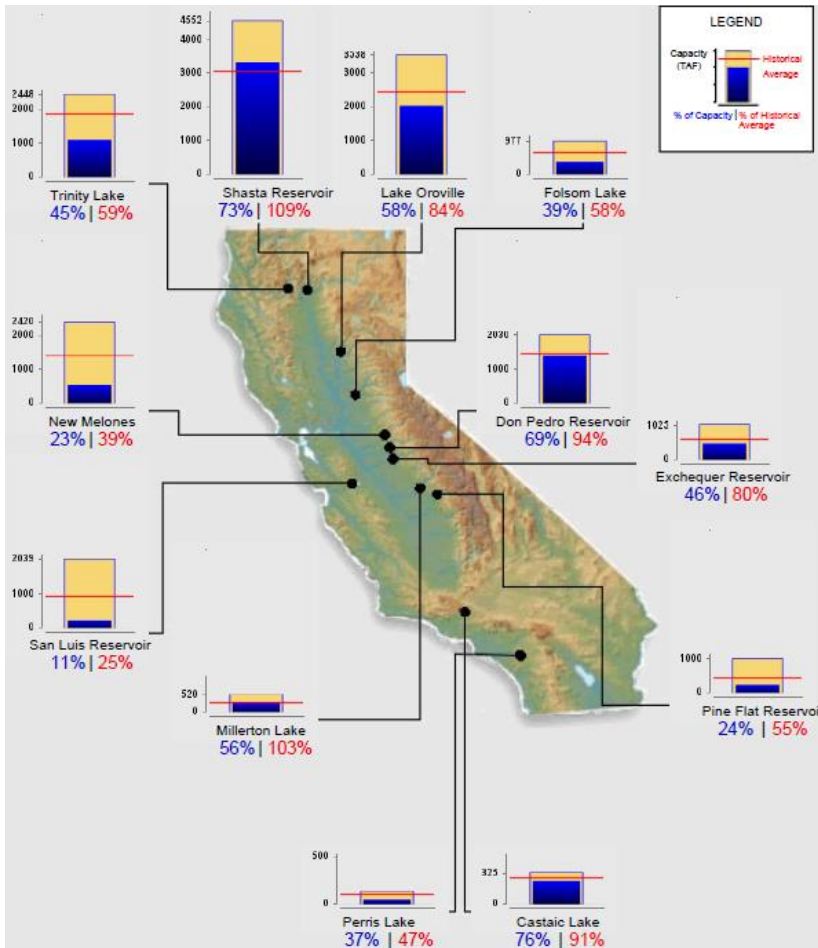 4552
4000
3000
2000
1000
0
Shasta Reservoir
73% | 109%
3538
3000
2000
1000
0
Lake Oroville
58% | 84%
LEGEND
Capacity
(TAF)
Historical
Average
% of Capacity | % of Historical
Average
2448
2000
1000
0
Trinity Lake
45% | 59%
977
0
Folsom Lake
39% | 58%
2420
2000
1000
0
New Melones
23% | 39%
2030
1000
0
Don Pedro Reservoir
69% | 94%
1025
0
Exchequer Reservoir
46% | 80%
2039
1000
0
San Luis Reservoir
11% | 25%
520
0
Millerton Lake
56% | 103%
1000
0
Pine Flat Reservoi
24% | 55%
500
0
Perris Lake
37% | 47%
325
0
Castaic Lake
76% | 91%